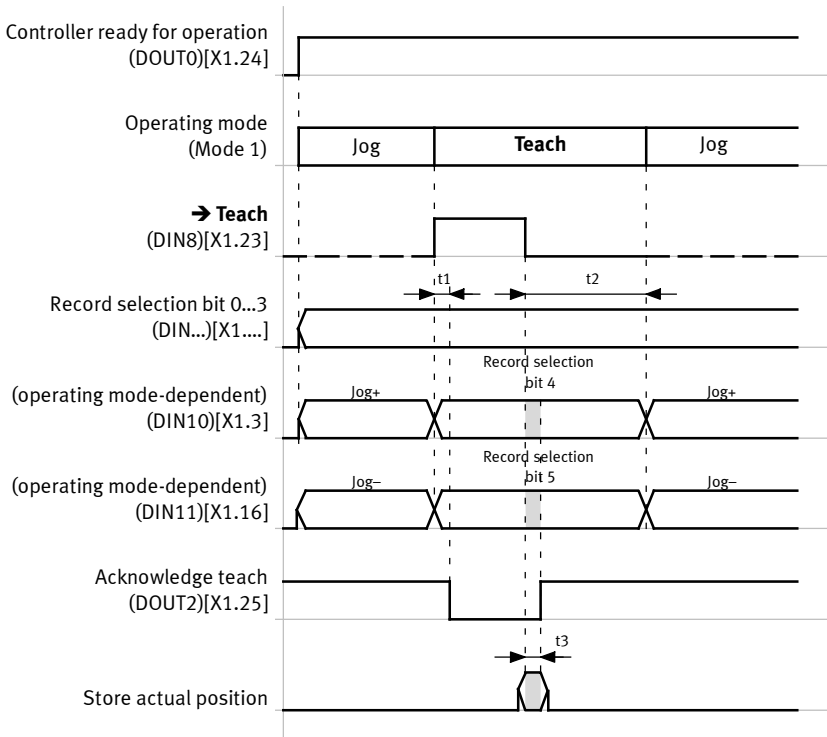 Controller ready for operation
(DOUT0)[X1.24]
Operating mode
(Mode 1)
Jog
Teach
Jog
➔ Teach
(DIN8)[X1.23]
t1
t2
Record selection bit 0...3
(DIN...)[X1....]
Record selection
bit 4
(operating mode-dependent)
(DIN10)[X1.3]
Jog+
Jog+
Record selection
bit 5
(operating mode-dependent)
(DIN11)[X1.16]
Jog–
Jog–
Acknowledge teach
(DOUT2)[X1.25]
t3
Store actual position